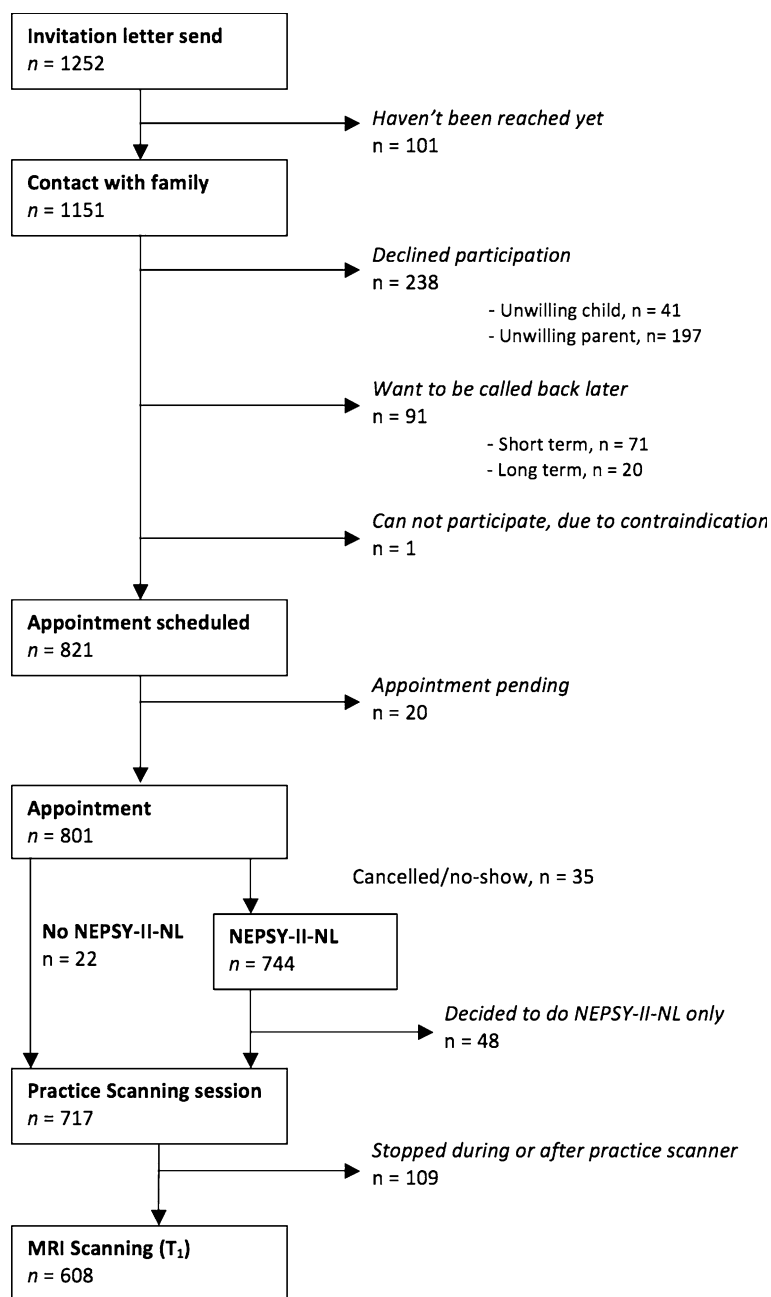 Invitation letter send
n = 1252
Haven't been reached yet
n = 101
Contact with family
n = 1151
Declined participation
n = 238
- Unwilling child, n = 41
- Unwilling parent, n= 197
Want to be called back later
n = 91
- Short term, n = 71
- Long term, n = 20
Can not participate, due to contraindication
n = 1
Appointment scheduled
n = 821
Appointment pending
n = 20
Appointment
n = 801
Cancelled/no-show, n = 35
No NEPSY-II-NL
n = 22
NEPSY-II-NL
n = 744
Decided to do NEPSY-II-NL only
n = 48
Practice Scanning session
n = 717
Stopped during or after practice scanner
n = 109
MRI Scanning (T₁)
n = 608